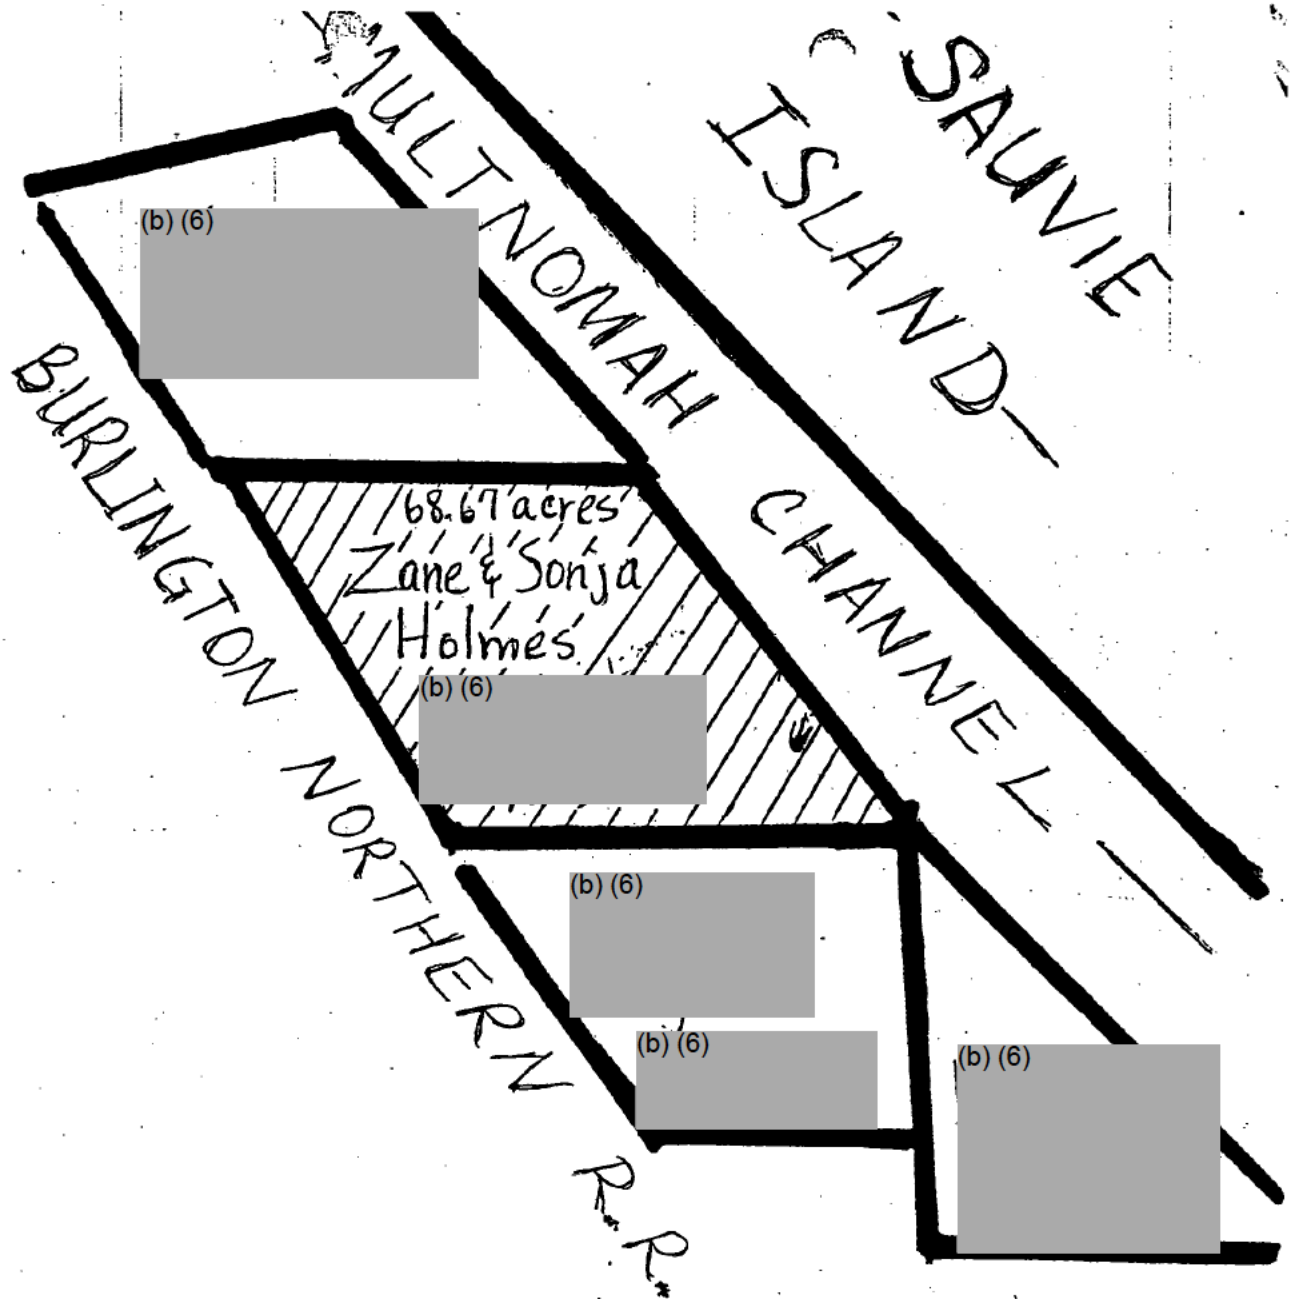 SAUVIE
ISLAND
MULTNOMAH CHANNEL
(b) (6)
BURLINGTON NORTHERN R.R.
68.67 acres
Zane & Sonja
Holmes
(b) (6)
(b) (6)
(b) (6)
(b) (6)